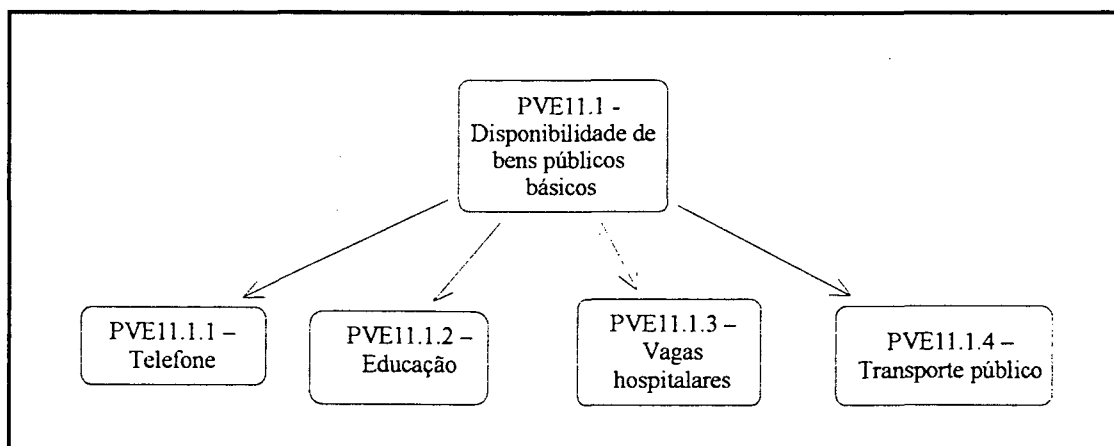 PVE11.1 -
Disponibilidade de
bens públicos
básicos
PVE11.1.1 –
Telefone
PVE11.1.2 –
Educação
PVE11.1.3 –
Vagas
hospitalares
PVE11.1.4 –
Transporte público